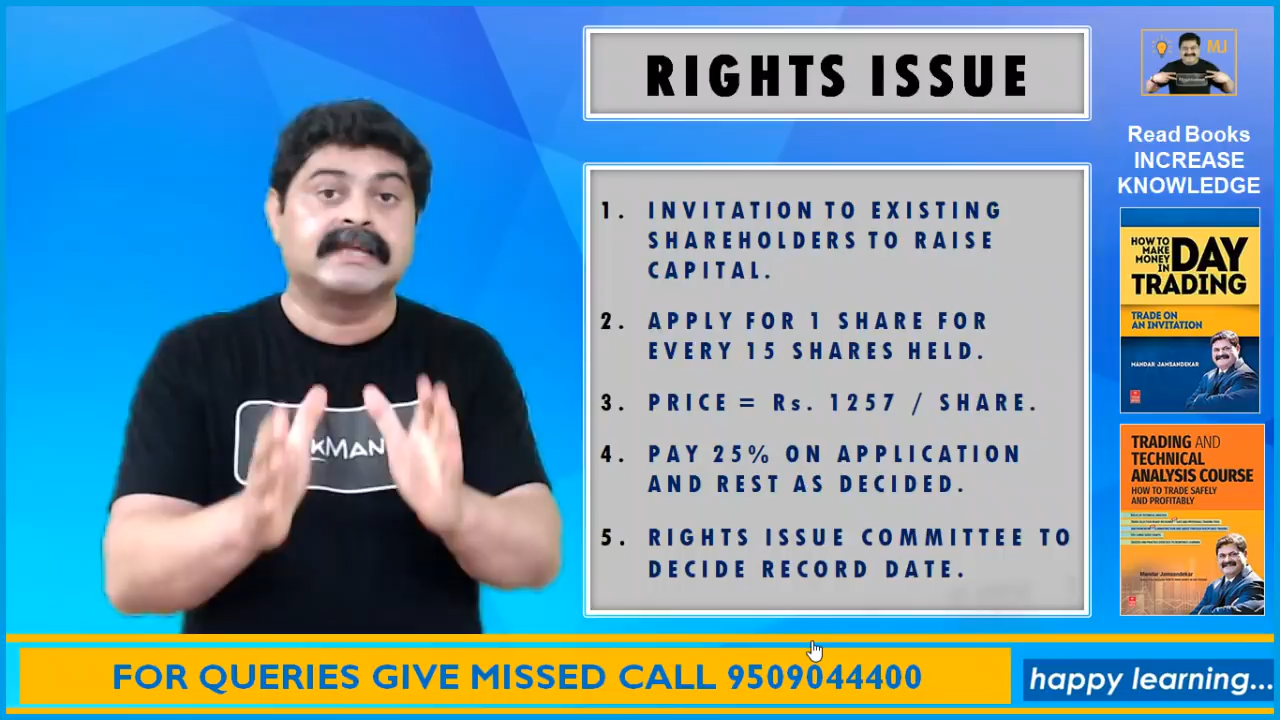 RIGHTS ISSUE
1. INVITATION TO EXISTING
SHAREHOLDERS TO RAISE
CAPITAL.
2. APPLY FOR 1 SHARE FOR
EVERY 15 SHARES HELD.
3. PRICE = Rs. 1257 / SHARE.
4. PAY 25% ON APPLICATION
AND REST AS DECIDED.
5. RIGHTS ISSUE COMMITTEE TO
DECIDE RECORD DATE.
MJ
Read Books
INCREASE
KNOWLEDGE
HOW TO
MAKE
MONEY
IN
DAY
TRADING
TRADE ON
AN INVITATION
MANDAR JAMSANDEKAR
TRADING AND
TECHNICAL
ANALYSIS COURSE
HOW TO TRADE SAFELY
AND PROFITABLY
Mandar Jamsandekar
FOR QUERIES GIVE MISSED CALL 9509044400
happy learning...